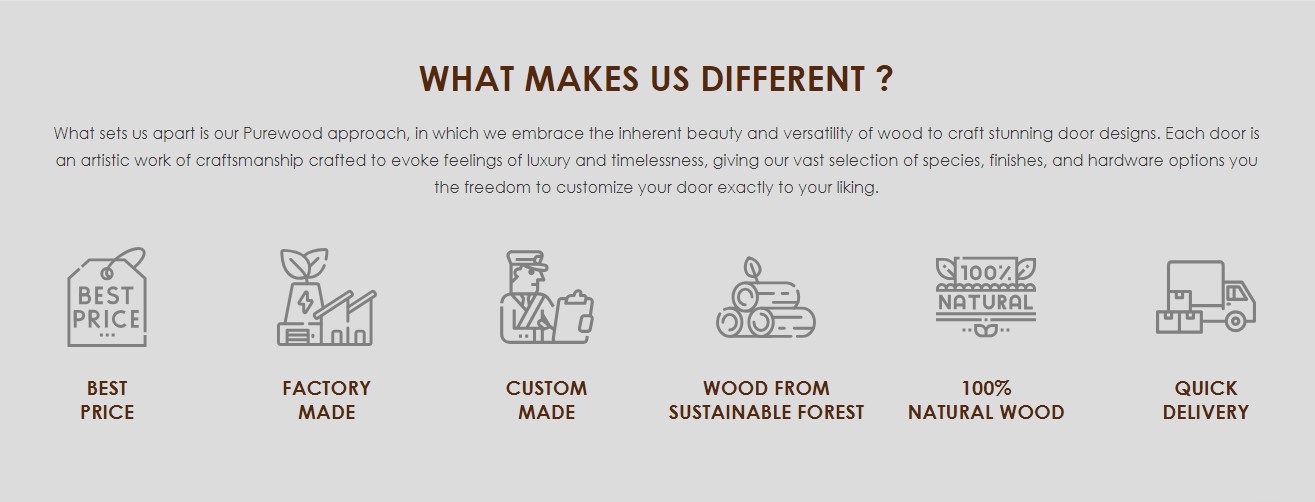 WHAT MAKES US DIFFERENT ?
What sets us apart is our Purewood approach, in which we embrace the inherent beauty and versatility of wood to craft stunning door designs. Each door is
an artistic work of craftsmanship crafted to evoke feelings of luxury and timelessness, giving our vast selection of species, finishes, and hardware options you
the freedom to customize your door exactly to your liking.
BEST
PRICE
100%
NATURAL
BEST
PRICE
FACTORY
MADE
CUSTOM
MADE
WOOD FROM
SUSTAINABLE FOREST
100%
NATURAL WOOD
QUICK
DELIVERY